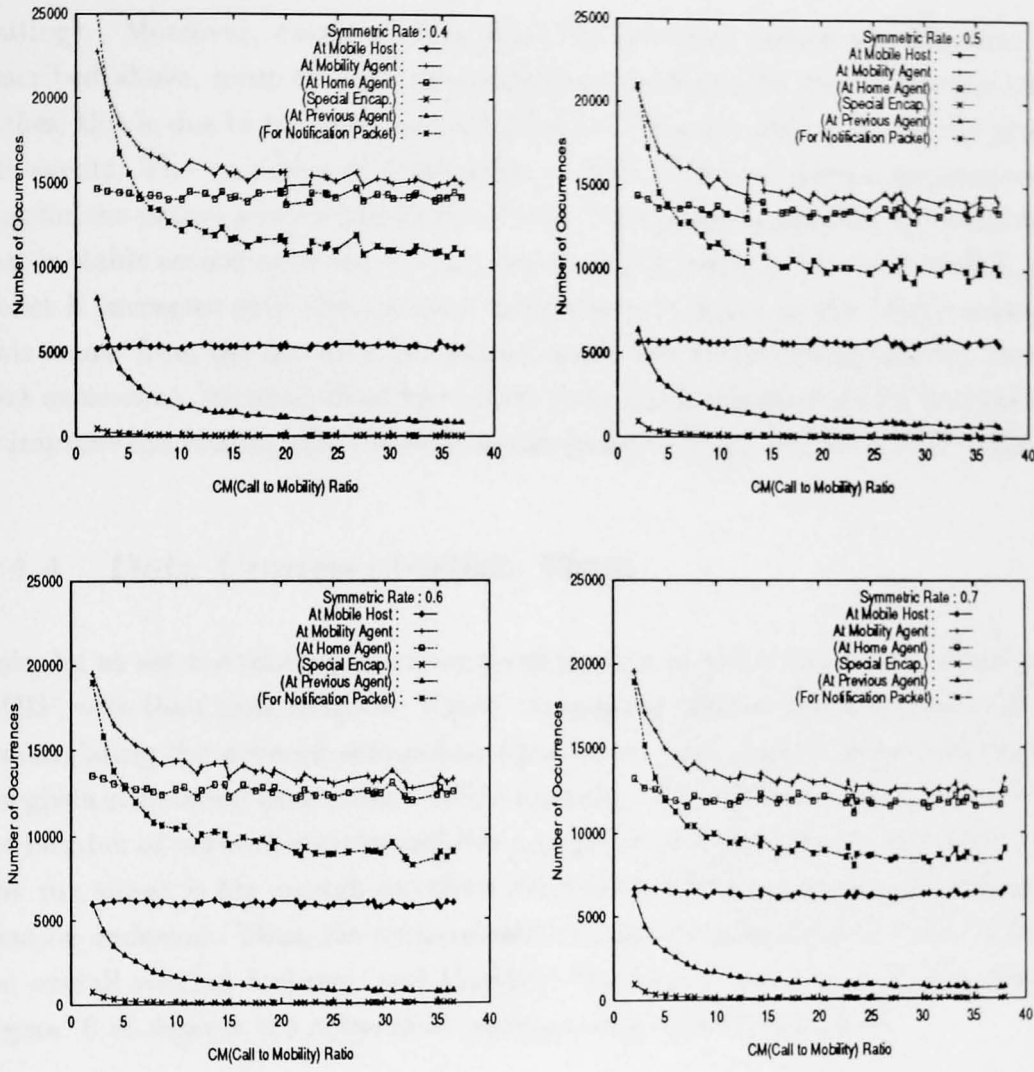 Symmetric Rate : 0.4
At Mobile Host :
At Mobility Agent :
(At Home Agent) :
(Special Encap.) :
(At Previous Agent) :
(For Notification Packet) :
25000
20000
15000
10000
5000
0
0 5 10 15 20 25 30 35 40
Number of Occurrences
CM(Call to Mobility) Ratio
Symmetric Rate : 0.5
At Mobile Host :
At Mobility Agent :
(At Home Agent) :
(Special Encap.) :
(At Previous Agent) :
(For Notification Packet) :
25000
20000
15000
10000
5000
0
0 5 10 15 20 25 30 35 40
Number of Occurrences
CM(Call to Mobility) Ratio
Symmetric Rate : 0.6
At Mobile Host :
At Mobility Agent :
(At Home Agent) :
(Special Encap.) :
(At Previous Agent) :
(For Notification Packet) :
25000
20000
15000
10000
5000
0
0 5 10 15 20 25 30 35 40
Number of Occurrences
CM(Call to Mobility) Ratio
Symmetric Rate : 0.7
At Mobile Host :
At Mobility Agent :
(At Home Agent) :
(Special Encap.) :
(At Previous Agent) :
(For Notification Packet) :
25000
20000
15000
10000
5000
0
0 5 10 15 20 25 30 35 40
Number of Occurrences
CM(Call to Mobility) Ratio